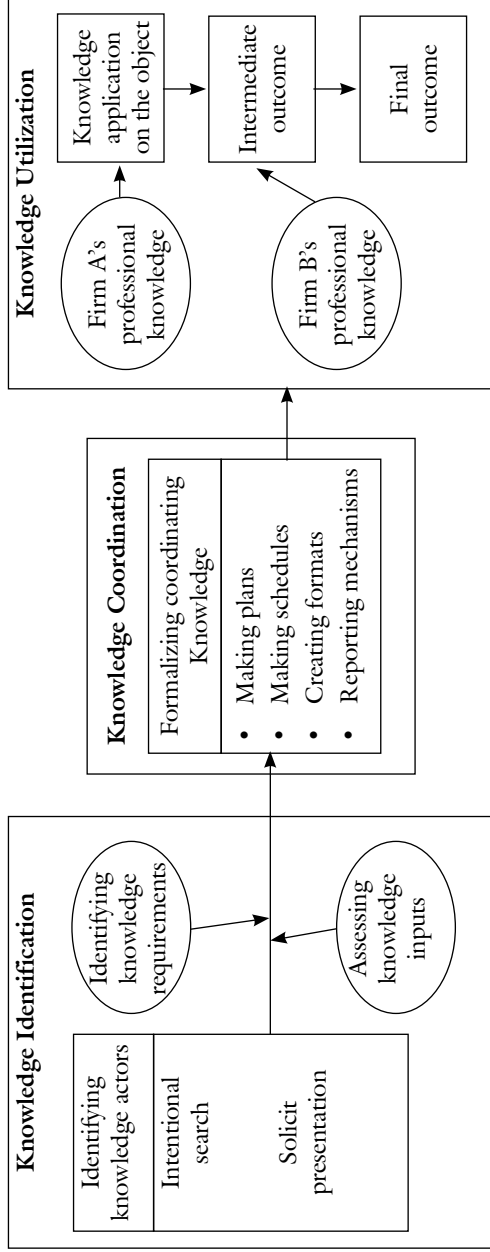 Knowledge Identification
Identifying
knowledge actors
Intentional
search
Solicit
presentation
Identifying
knowledge
requirements
Assessing
knowledge
inputs
Knowledge Coordination
Formalizing coordinating
Knowledge
• Making plans
• Making schedules
• Creating formats
• Reporting mechanisms
Knowledge Utilization
Firm A's
professional
knowledge
Knowledge
application
on the object
Firm B's
professional
knowledge
Intermediate
outcome
Final
outcome